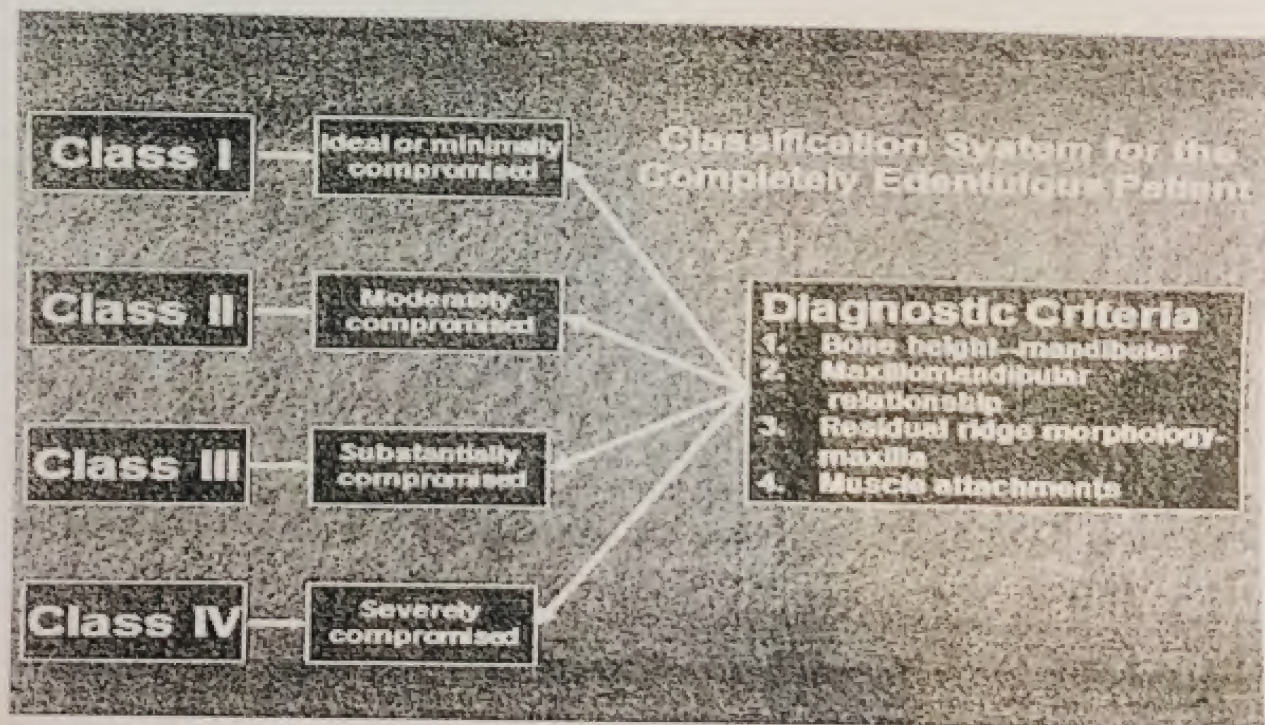 Classification System for the
Completely Edentulous Patient
Class I
Ideal or minimally
compromised
Class II
Moderately
compromised
Class III
Substantially
compromised
Class IV
Severely
compromised
Diagnostic Criteria
1. Bone height-mandibular
2. Maxillomandibular
relationship
3. Residual ridge morphology-
maxilla
4. Muscle attachments